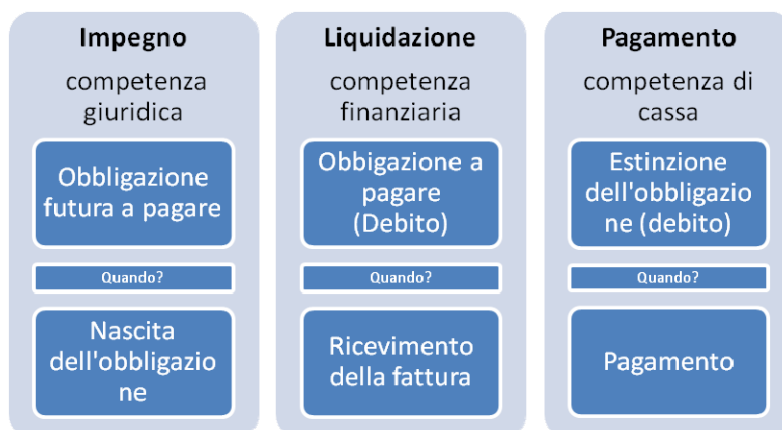 Impegno
competenza
giuridica
Obbligazione
futura a pagare
Quando?
Nascita
dell'obbligazio
ne
Liquidazione
competenza
finanziaria
Obbigazione a
pagare
(Debito)
Quando?
Ricevimento
della fattura
Pagamento
competenza di
cassa
Estinzione
dell'obbligazio
ne (debito)
Quando?
Pagamento